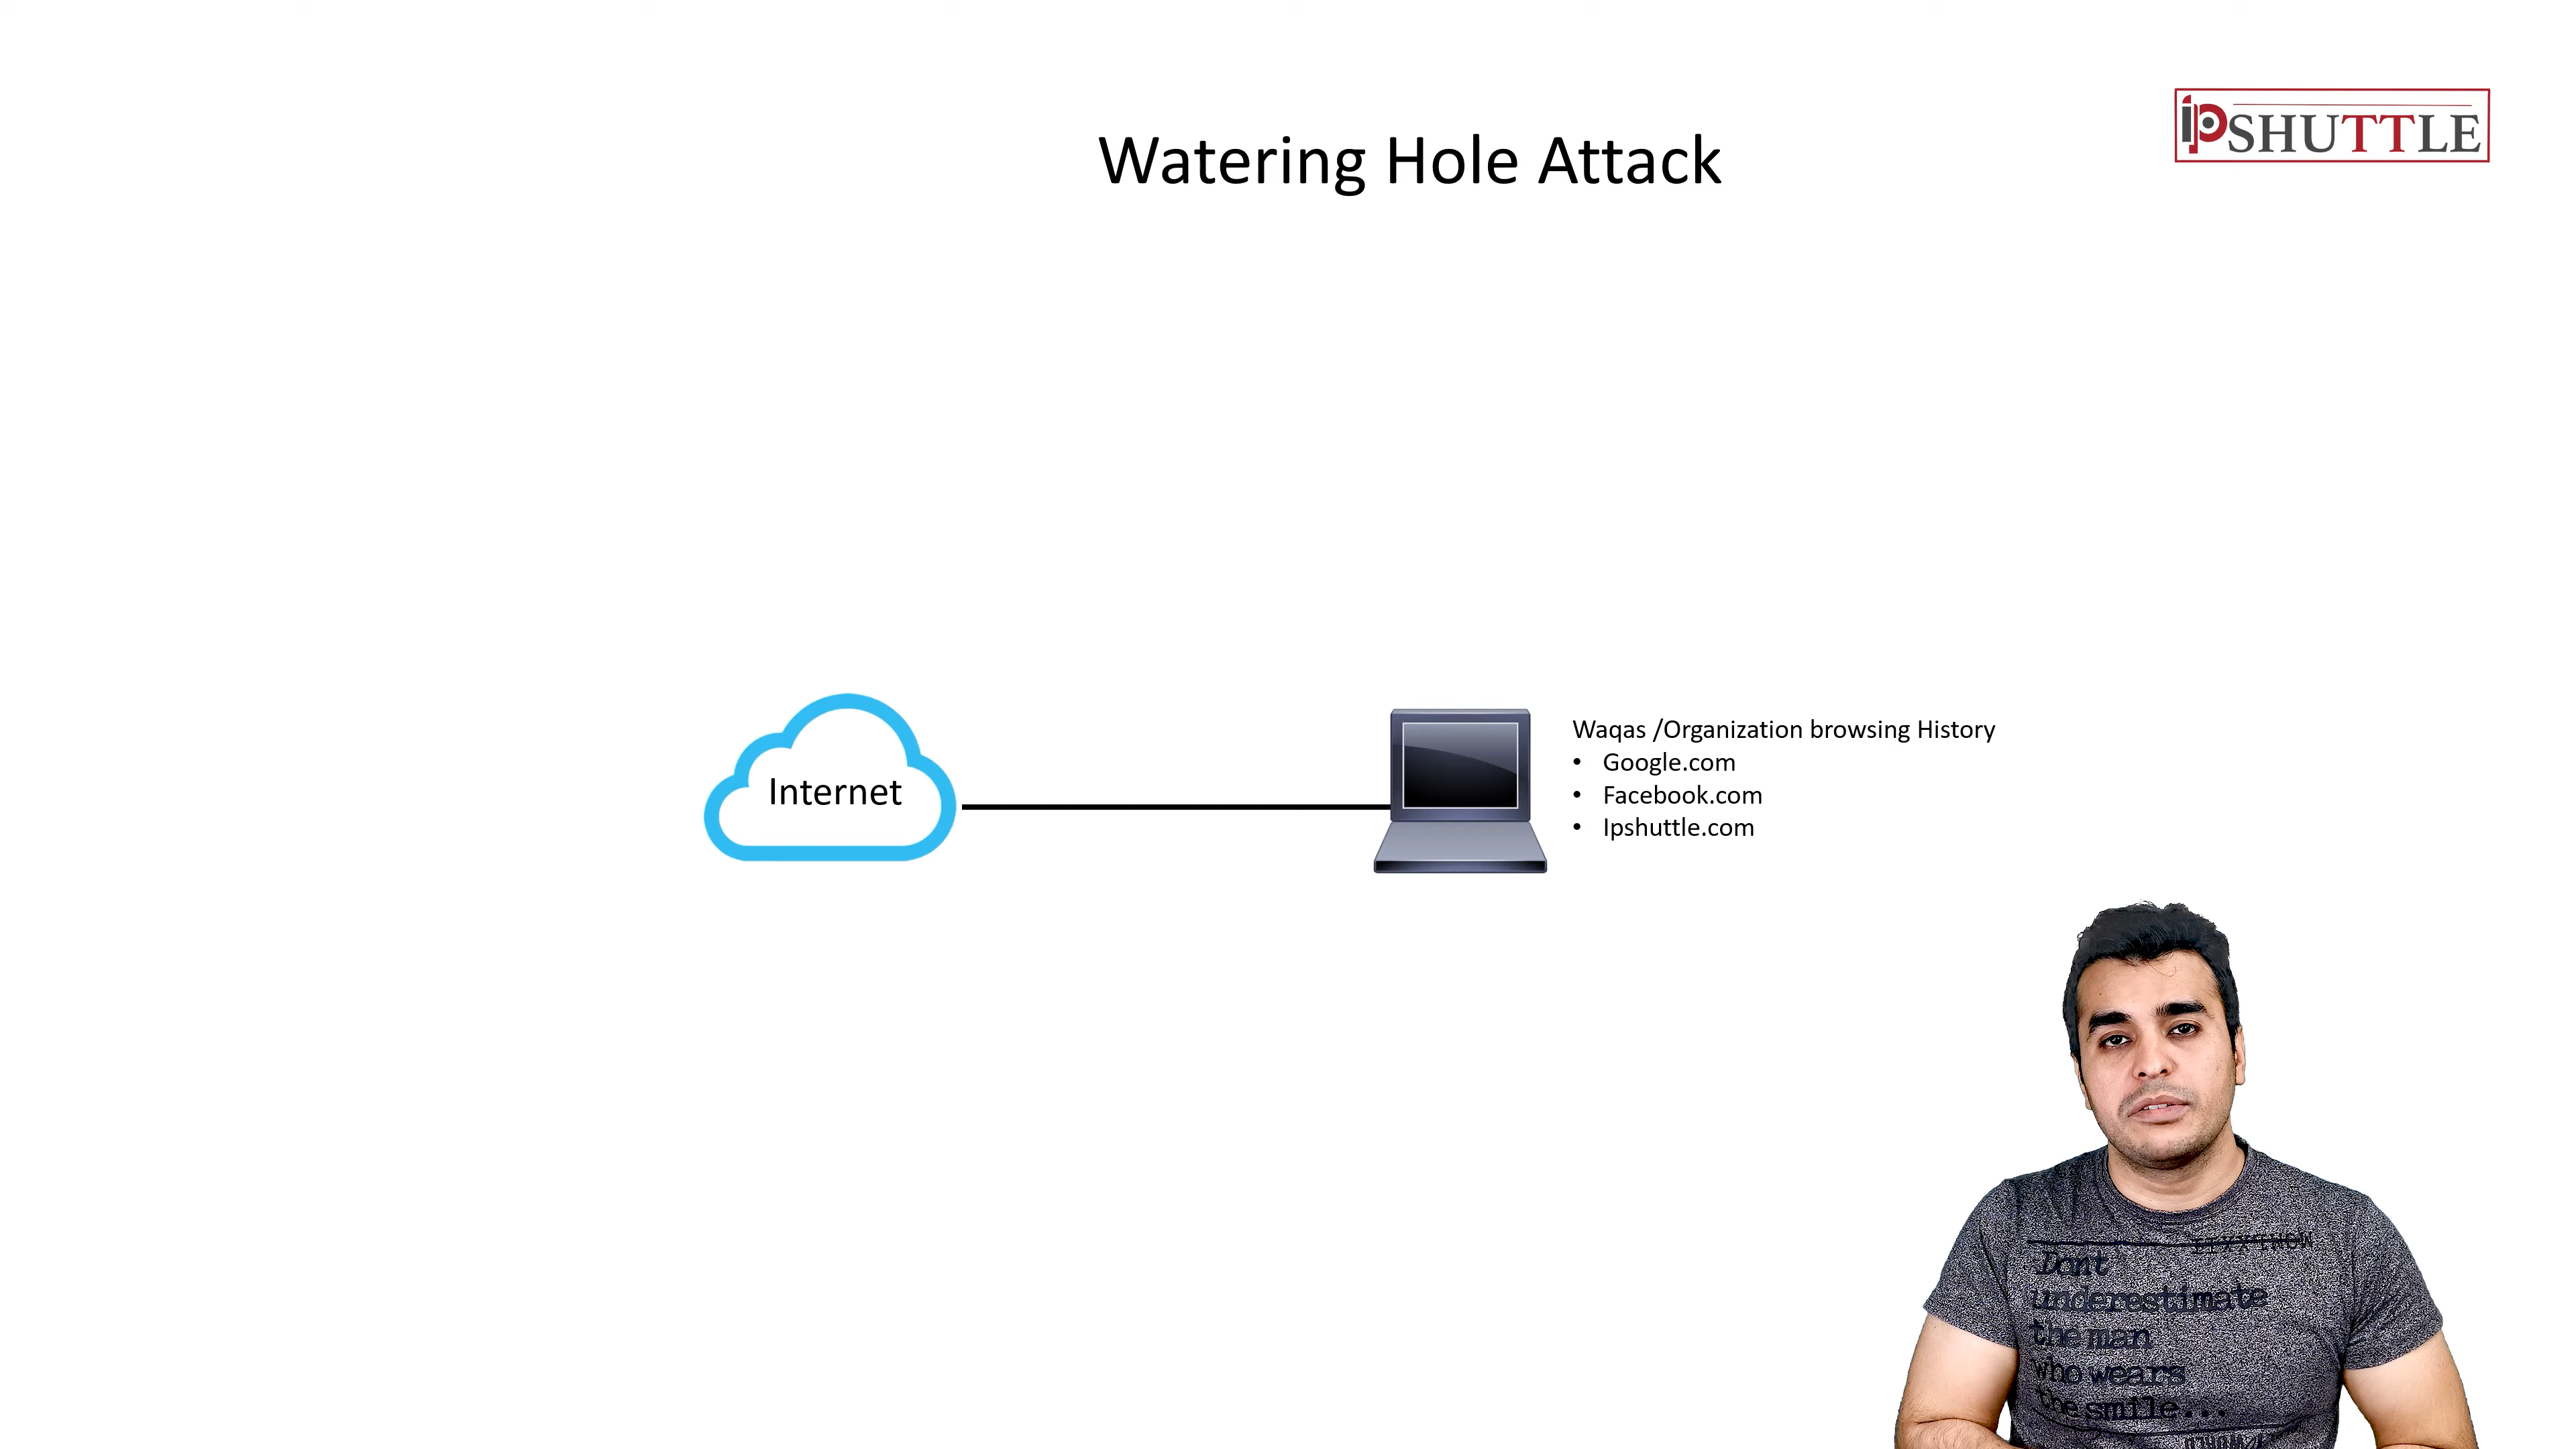 Watering Hole Attack
ipSHUTTLE
Internet
Waqas /Organization browsing History
• Google.com
• Facebook.com
• Ipshuttle.com
Dont
underestimate
the man
who wears
the smile...